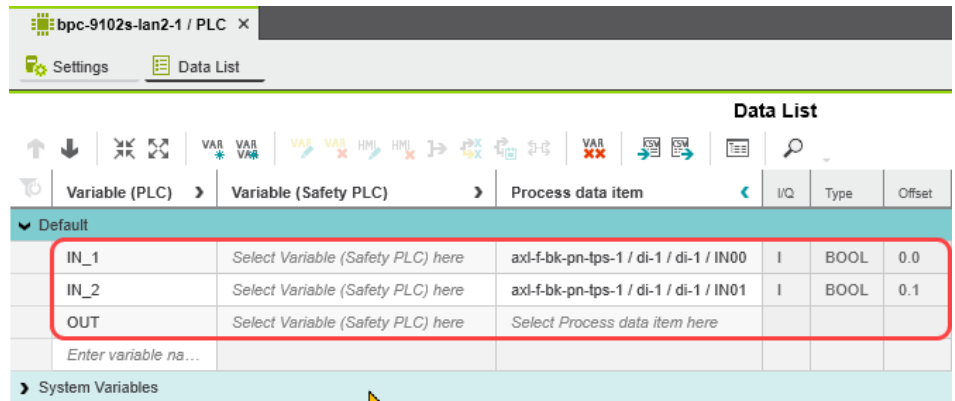 bpc-9102s-lan2-1 / PLC ×
Settings Data List
Data List
VAR VAR VAR VAR VAR HMI HMI VAR CSV CSV
Variable (PLC) Variable (Safety PLC) Process data item I/Q Type Offset
Default
IN_1 Select Variable (Safety PLC) here axl-f-bk-pn-tps-1 / di-1 / di-1 / IN00 I BOOL 0.0
IN_2 Select Variable (Safety PLC) here axl-f-bk-pn-tps-1 / di-1 / di-1 / IN01 I BOOL 0.1
OUT Select Variable (Safety PLC) here Select Process data item here
Enter variable na...
System Variables